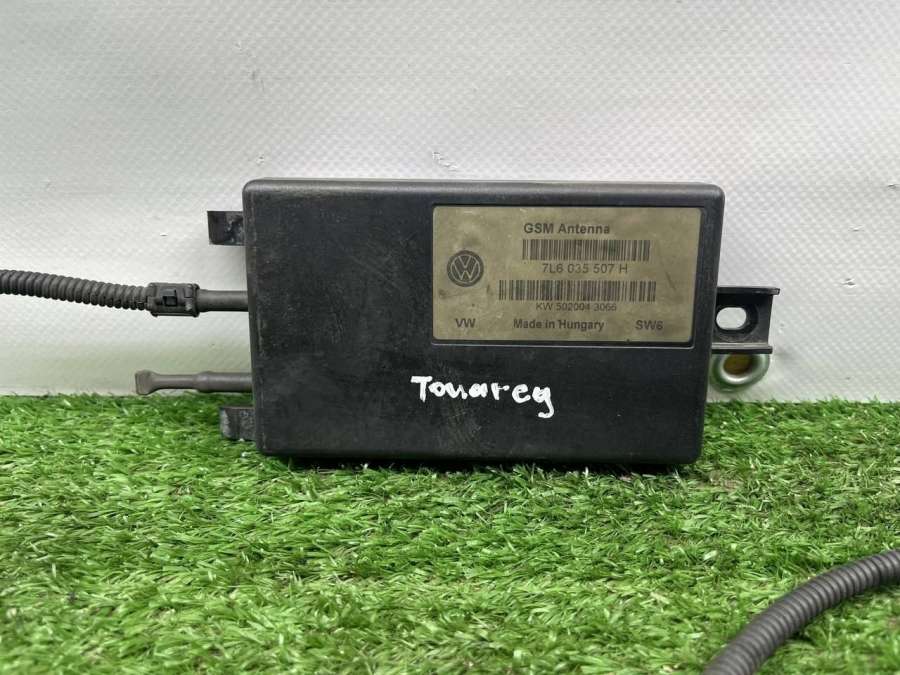 GSM Antenna
7L6 035 507 H
KW 502004 3066
VW Made in Hungary SW6
Touareg